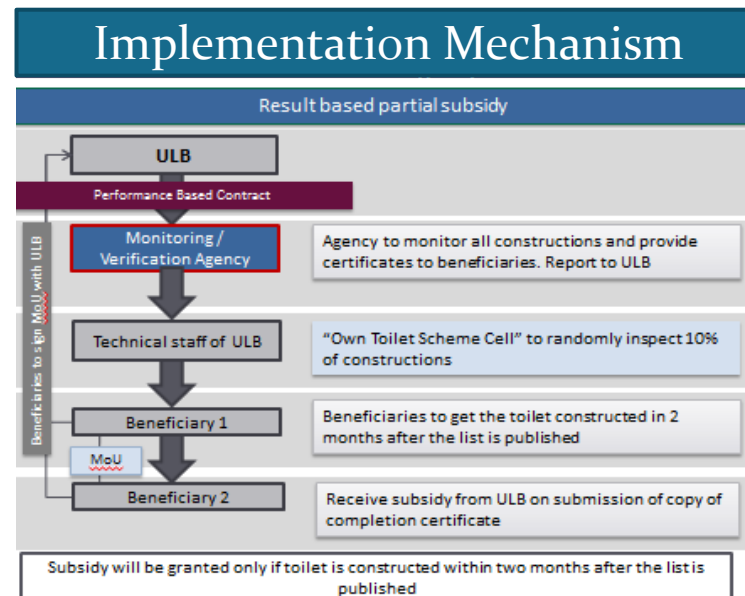 Implementation Mechanism
Result based partial subsidy
ULB
Performance Based Contract
Beneficiaries to sign MoU with ULB
Monitoring /
Verification Agency
Agency to monitor all constructions and provide
certificates to beneficiaries. Report to ULB
Technical staff of ULB
“Own Toilet Scheme Cell” to randomly inspect 10%
of constructions
Beneficiary 1
Beneficiaries to get the toilet constructed in 2
months after the list is published
MoU
Beneficiary 2
Receive subsidy from ULB on submission of copy of
completion certificate
Subsidy will be granted only if toilet is constructed within two months after the list is
published